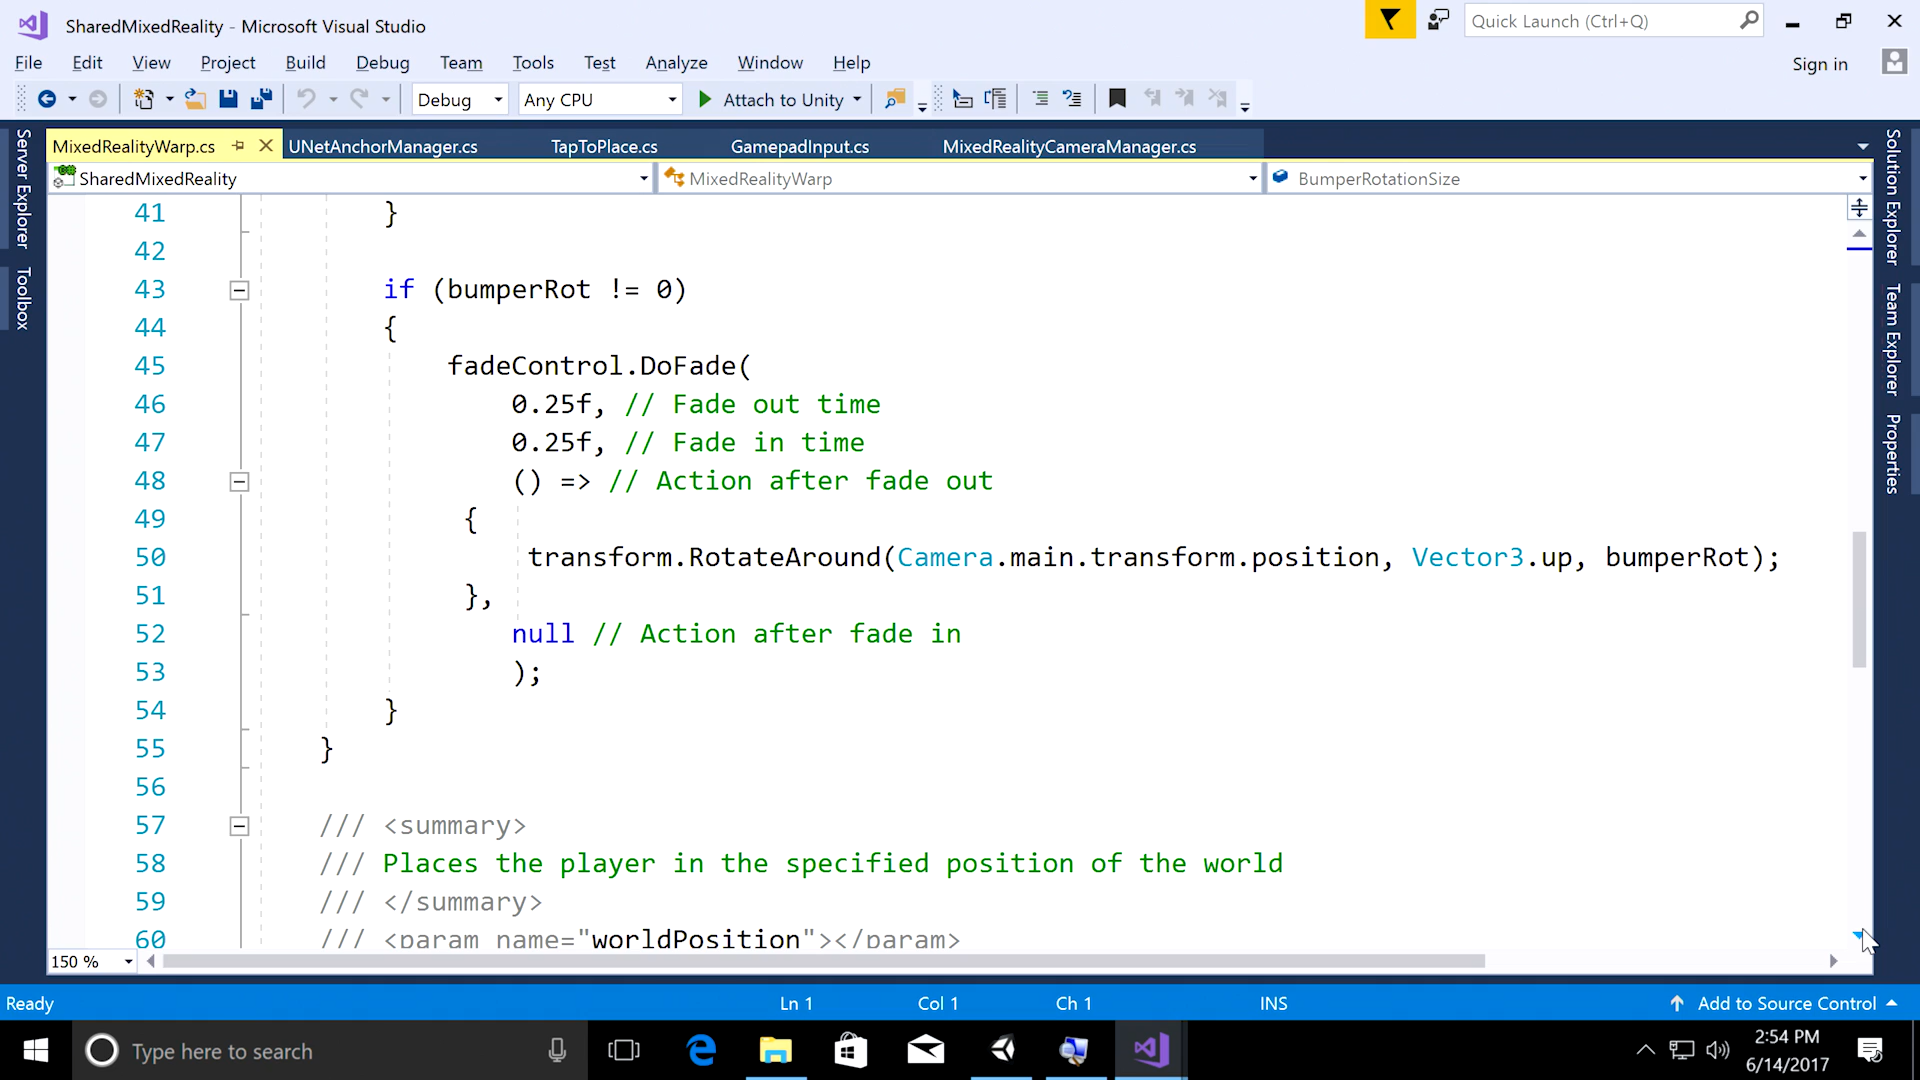 SharedMixedReality - Microsoft Visual Studio
Quick Launch (Ctrl+Q)
File Edit View Project Build Debug Team Tools Test Analyze Window Help
Sign in
Debug Any CPU Attach to Unity
Server Explorer
Toolbox
MixedRealityWarp.cs UNetAnchorManager.cs TapToPlace.cs GamepadInput.cs MixedRealityCameraManager.cs
SharedMixedReality MixedRealityWarp BumperRotationSize
41 }
42
43 if (bumperRot != 0)
44 {
45 fadeControl.DoFade(
46 0.25f, // Fade out time
47 0.25f, // Fade in time
48 () => // Action after fade out
49 {
50 transform.RotateAround(Camera.main.transform.position, Vector3.up, bumperRot);
51 },
52 null // Action after fade in
53 );
54 }
55 }
56
57 /// <summary>
58 /// Places the player in the specified position of the world
59 /// </summary>
60 /// <param name="worldPosition"></param>
Solution Explorer
Team Explorer
Properties
150 %
Ready Ln 1 Col 1 Ch 1 INS Add to Source Control
Type here to search
2:54 PM
6/14/2017